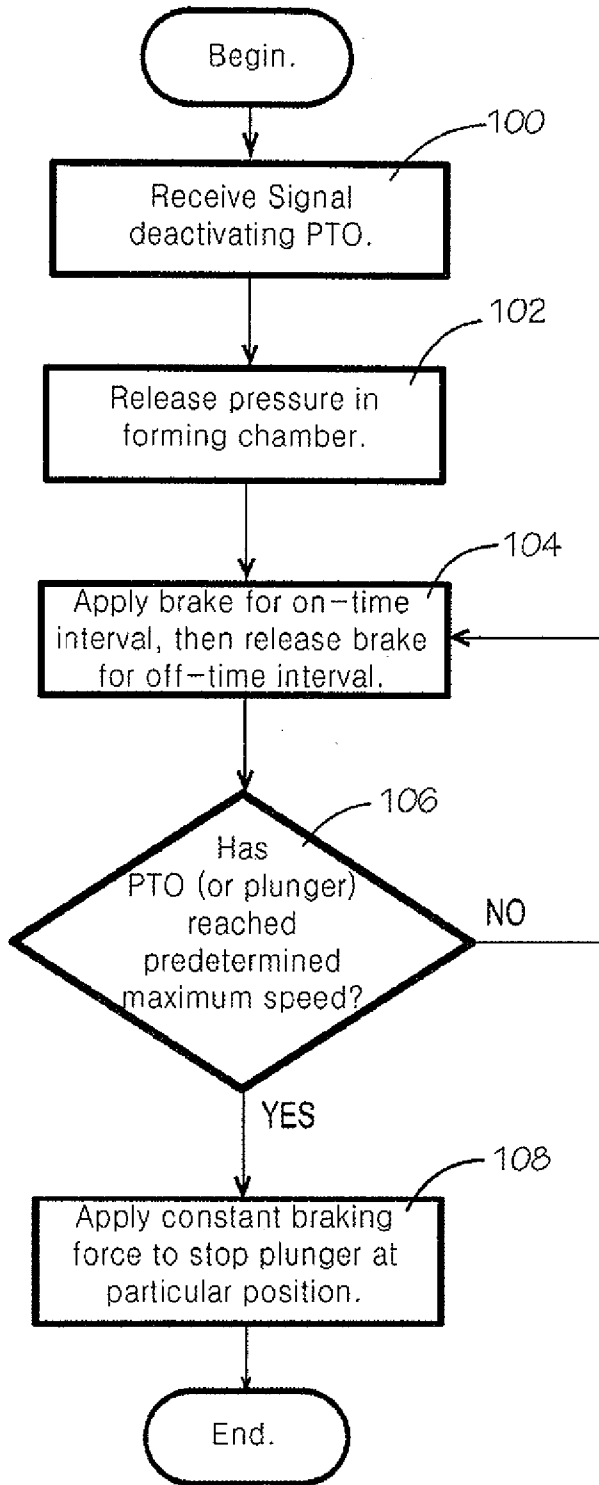 Begin.
100
Receive Signal
deactivating PTO.
102
Release pressure in
forming chamber.
104
Apply brake for on-time
interval, then release brake
for off-time interval.
106
Has
PTO (or plunger)
reached
predetermined
maximum speed?
NO
YES
108
Apply constant braking
force to stop plunger at
particular position.
End.